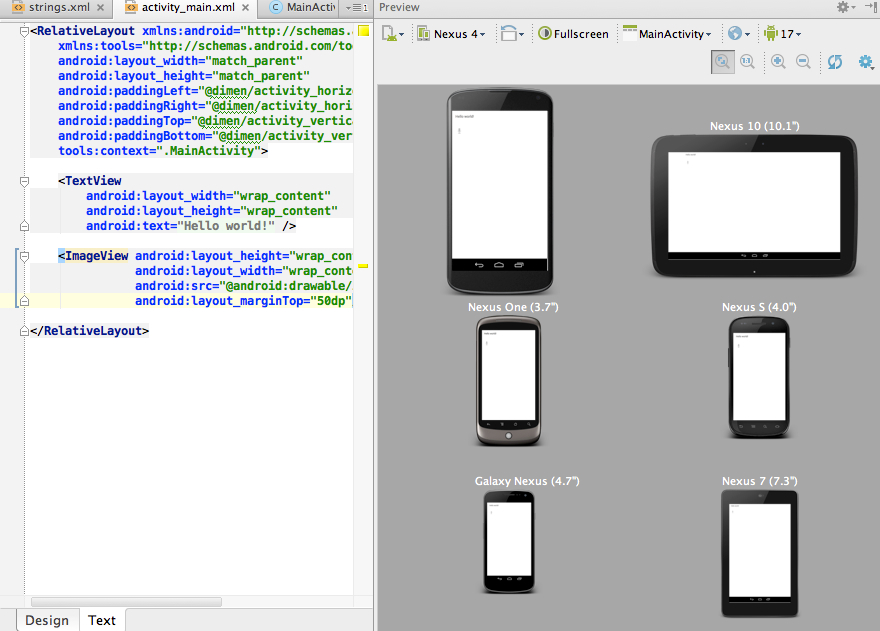 strings.xml activity_main.xml MainActiv
Preview
<RelativeLayout xmlns:android="http://schemas.
xmlns:tools="http://schemas.android.com/too
android:layout_width="match_parent"
android:layout_height="match_parent"
android:paddingLeft="@dimen/activity_horiz
android:paddingRight="@dimen/activity_hori
android:paddingTop="@dimen/activity_vertica
android:paddingBottom="@dimen/activity_ver
tools:context=".MainActivity">
<TextView
android:layout_width="wrap_content"
android:layout_height="wrap_content"
android:text="Hello world!" />
<ImageView android:layout_height="wrap_con
android:layout_width="wrap_conte
android:src="@android:drawable/
android:layout_marginTop="50dp"
</RelativeLayout>
Design Text
Nexus 4 Fullscreen MainActivity 17
1:1
Hello world!
Nexus 10 (10.1")
Nexus One (3.7")
Nexus S (4.0")
Galaxy Nexus (4.7")
Nexus 7 (7.3")